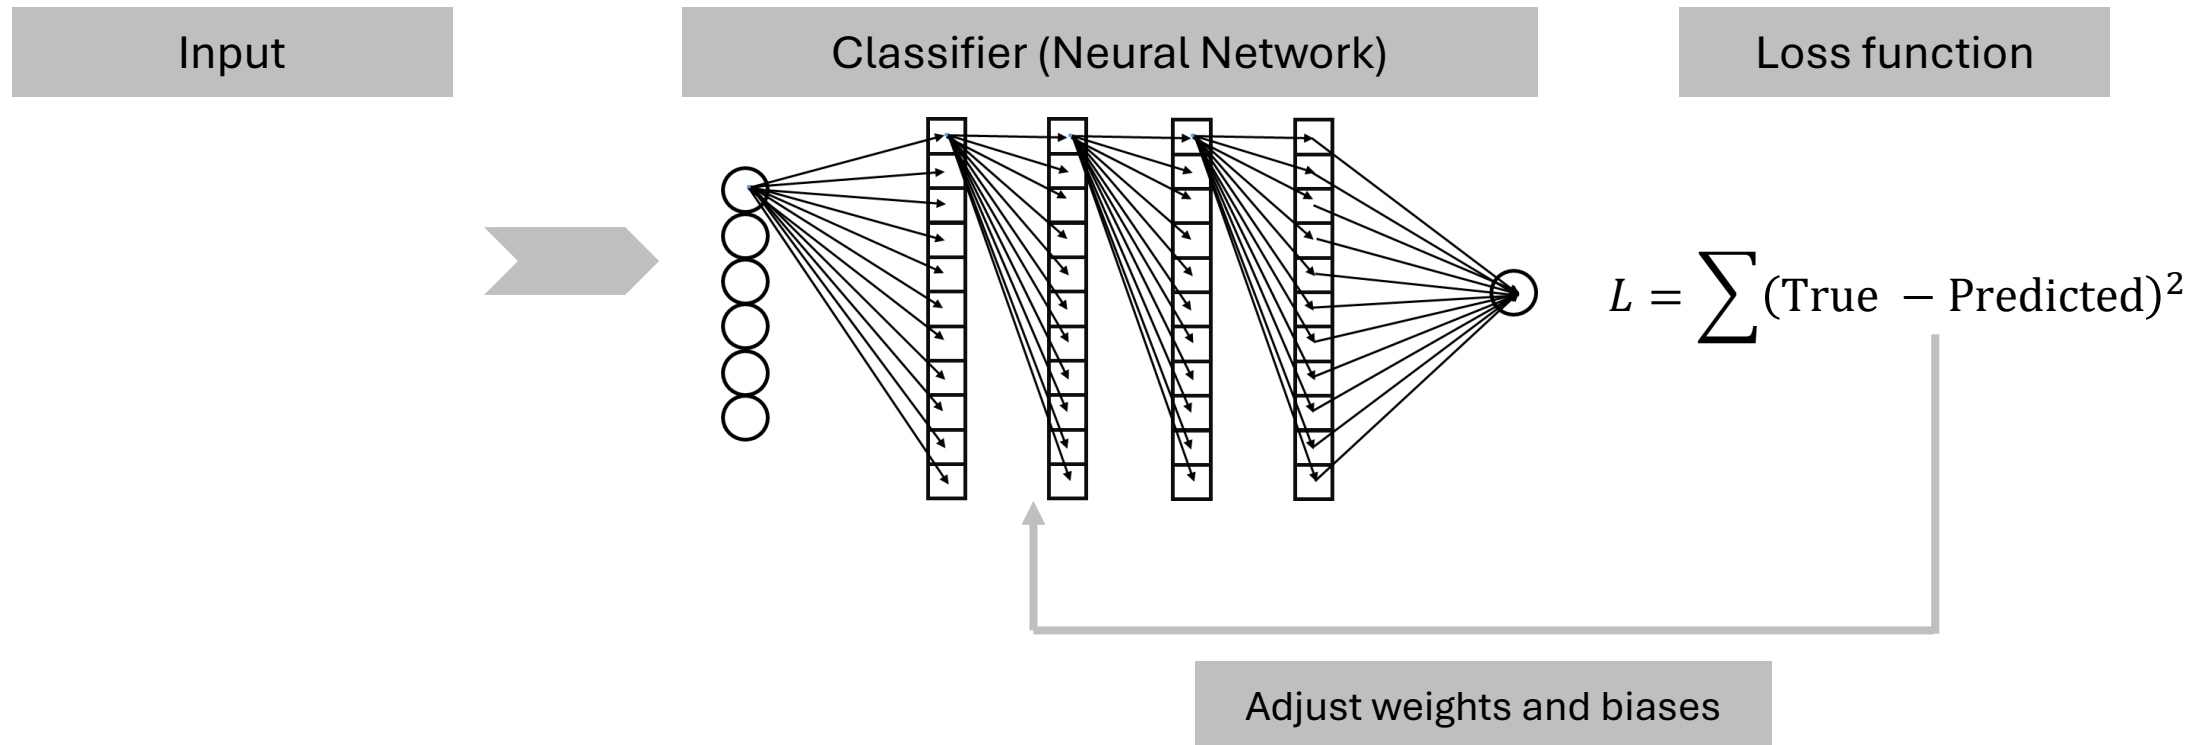 Input
Classifier (Neural Network)
Loss function
L = ∑(True − Predicted)²
Adjust weights and biases